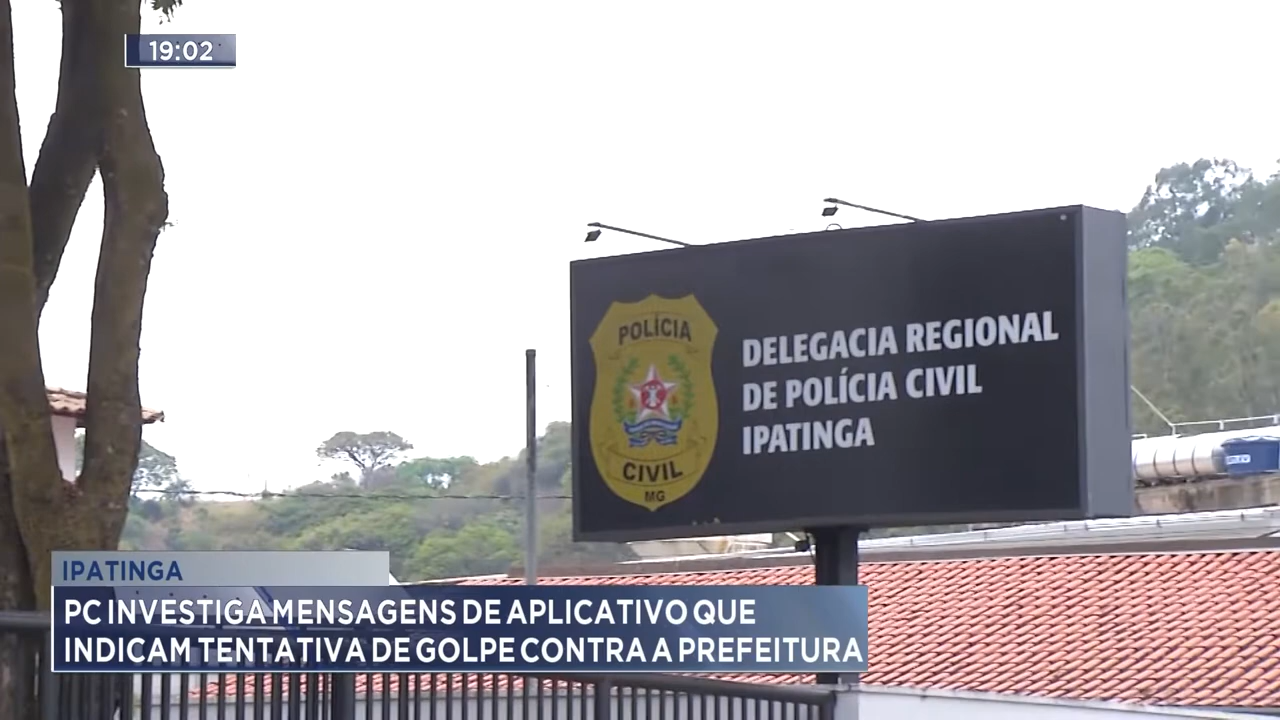 19:02
POLÍCIA
CIVIL
MG
DELEGACIA REGIONAL
DE POLÍCIA CIVIL
IPATINGA
IPATINGA
PC INVESTIGA MENSAGENS DE APLICATIVO QUE
INDICAM TENTATIVA DE GOLPE CONTRA A PREFEITURA